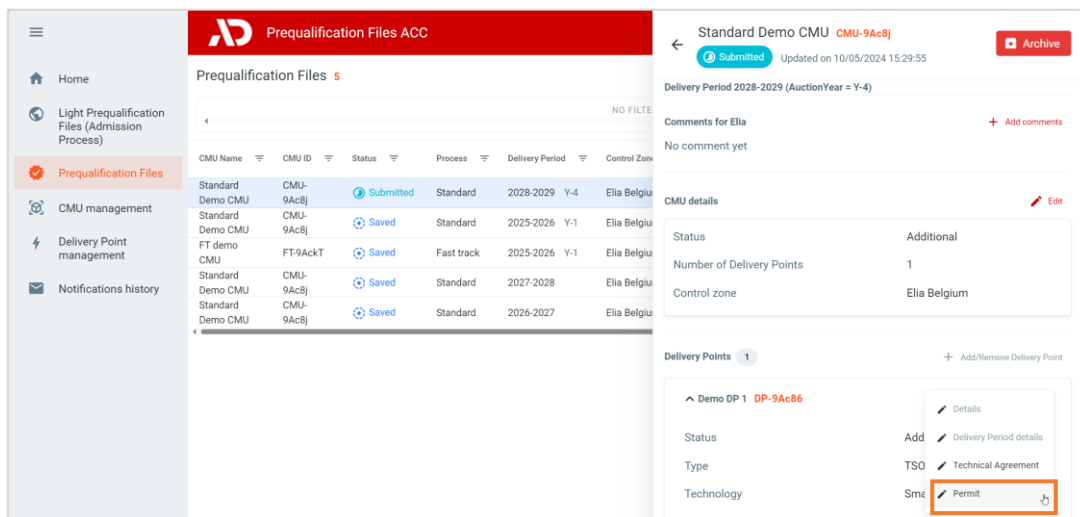 Prequalification Files ACC
Home
Light Prequalification
Files (Admission
Process)
Prequalification Files
CMU management
Delivery Point
management
Notifications history
Prequalification Files 5
NO FILTE
CMU Name CMU ID Status Process Delivery Period Control Zone
Standard
Demo CMU
CMU-
9Ac8j
Submitted
Standard
2028-2029 Y-4
Elia Belgiu
Standard
Demo CMU
CMU-
9Ac8j
Saved
Standard
2025-2026 Y-1
Elia Belgiu
FT demo
CMU
FT-9AckT
Saved
Fast track
2025-2026 Y-1
Elia Belgiu
Standard
Demo CMU
CMU-
9Ac8j
Saved
Standard
2027-2028
Elia Belgiu
Standard
Demo CMU
CMU-
9Ac8j
Saved
Standard
2026-2027
Elia Belgiu
Standard Demo CMU CMU-9Ac8j
Submitted Updated on 10/05/2024 15:29:55
Archive
Delivery Period 2028-2029 (AuctionYear = Y-4)
Comments for Elia + Add comments
No comment yet
CMU details Edit
Status Additional
Number of Delivery Points 1
Control zone Elia Belgium
Delivery Points 1 + Add/Remove Delivery Point
Demo DP 1 DP-9Ac86
Status Add
Type TSO
Technology Sma
Details
Delivery Period details
Technical Agreement
Permit